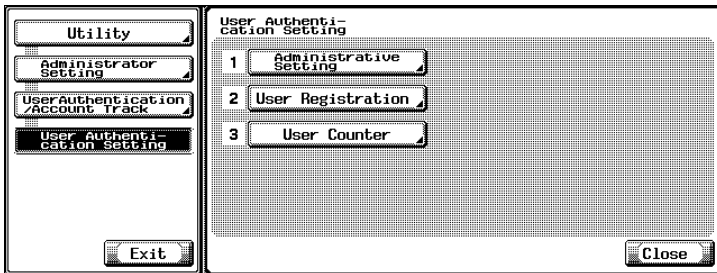 Utility
Administrator
Setting
UserAuthentication
/Account Track
User Authenti-
cation Setting
Exit
User Authenti-
cation Setting
1 Administrative
Setting
2 User Registration
3 User Counter
Close